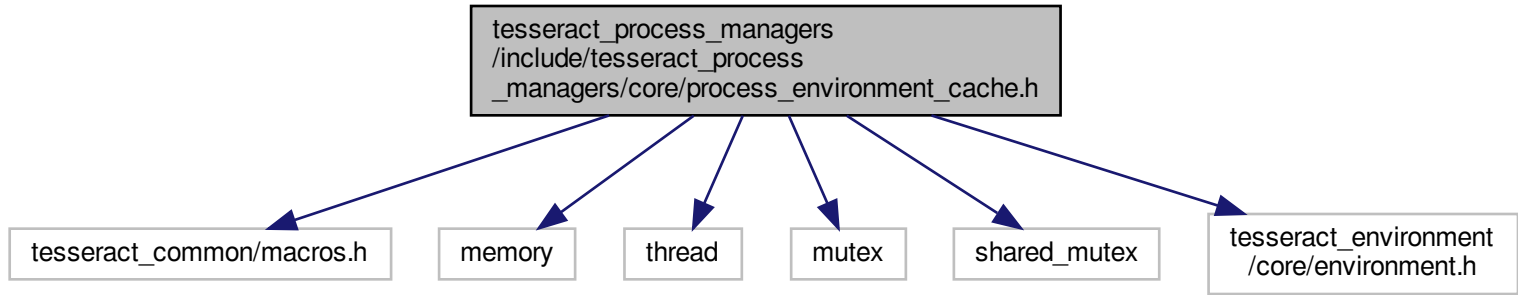 tesseract_process_managers
/include/tesseract_process
_managers/core/process_environment_cache.h
tesseract_common/macros.h
memory
thread
mutex
shared_mutex
tesseract_environment
/core/environment.h